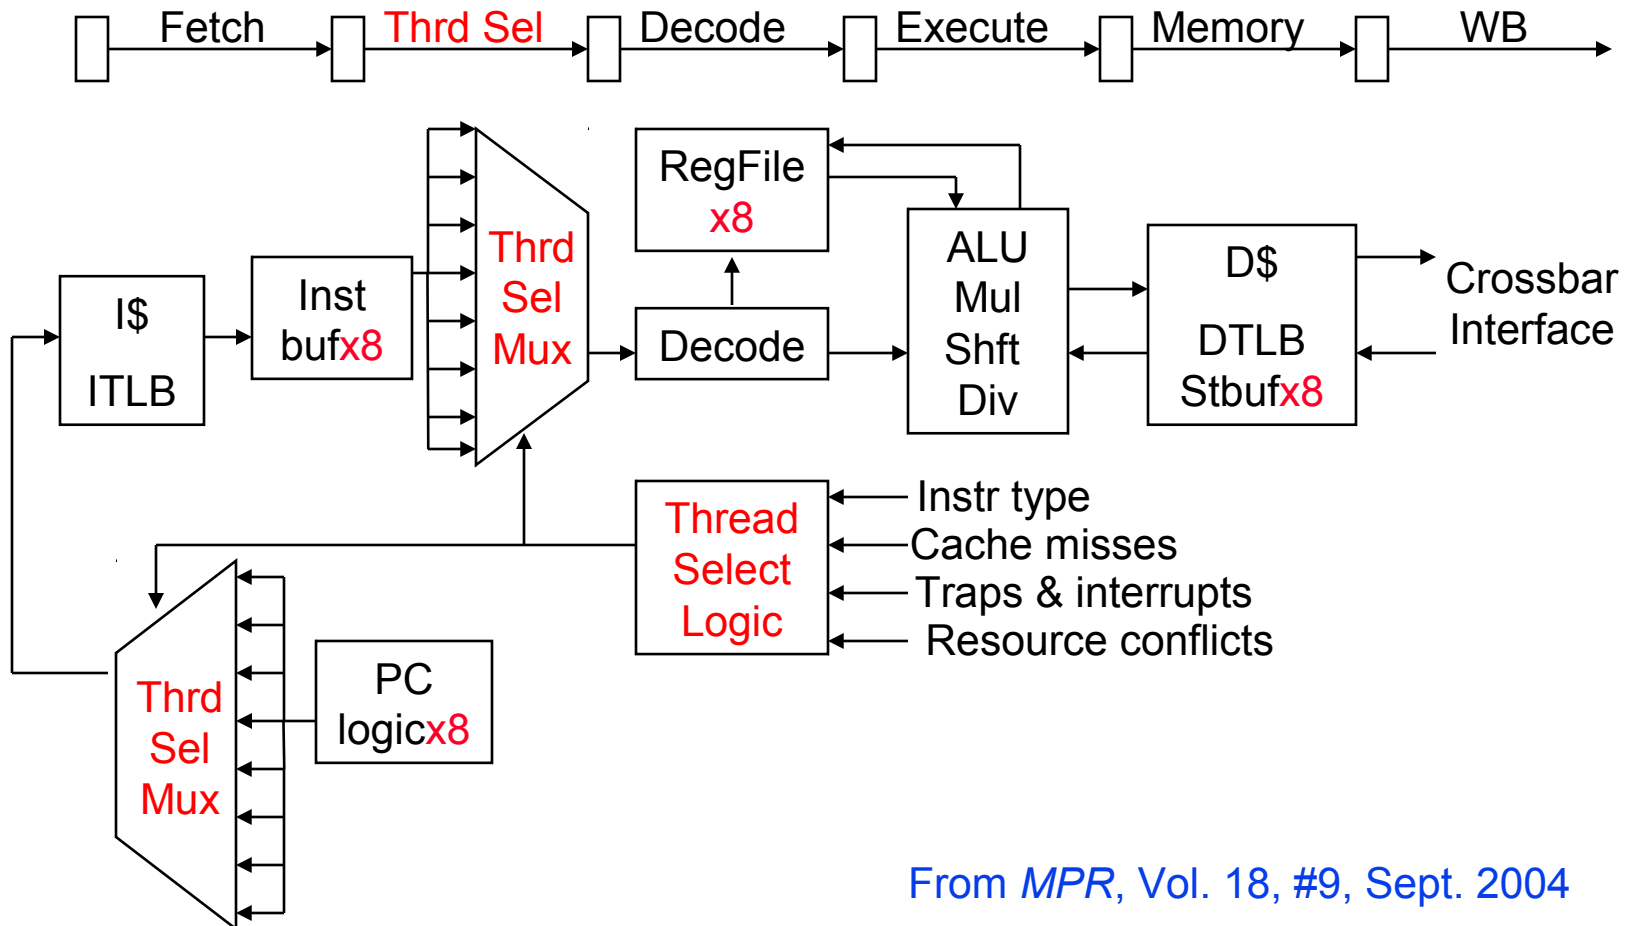 Fetch
Thrd Sel
Decode
Execute
Memory
WB
I$
ITLB
Inst
bufx8
Thrd
Sel
Mux
RegFile
x8
Decode
ALU
Mul
Shft
Div
D$
DTLB
Stbufx8
Crossbar
Interface
Thread
Select
Logic
Instr type
Cache misses
Traps & interrupts
Resource conflicts
Thrd
Sel
Mux
PC
logicx8
From MPR, Vol. 18, #9, Sept. 2004